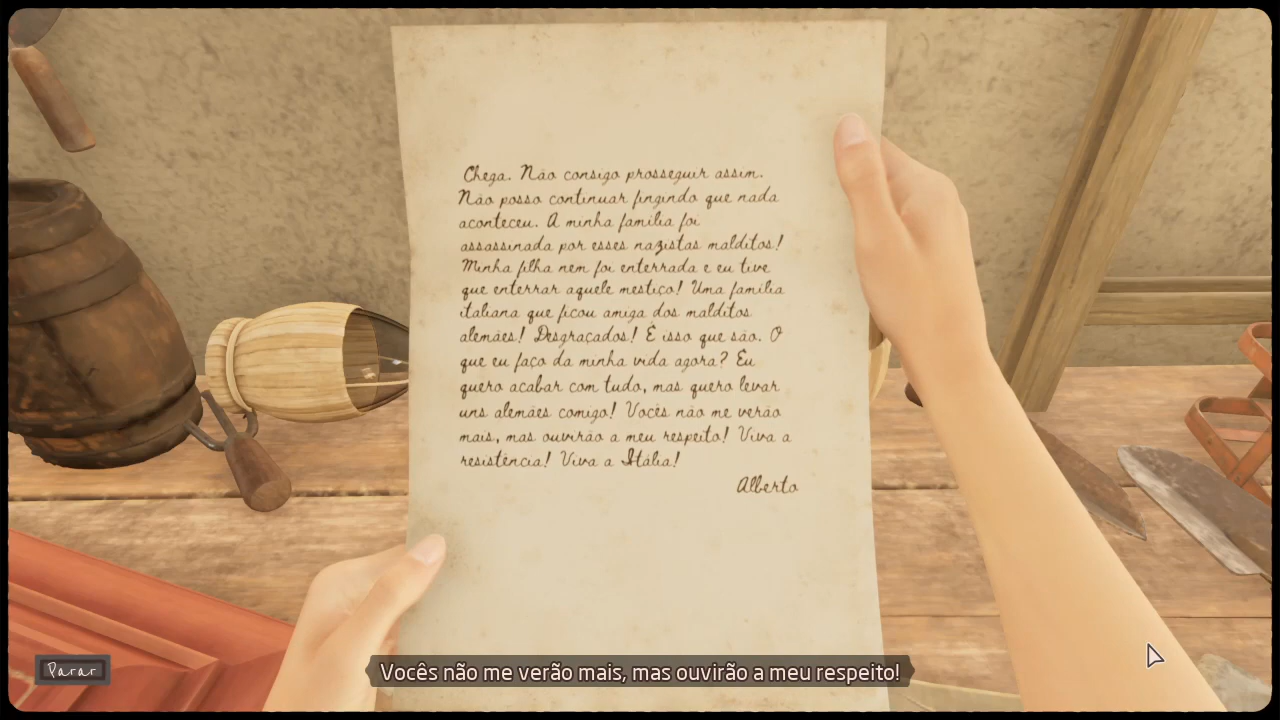 Chega. Não consigo prosseguir assim.
Não posso continuar fingindo que nada
aconteceu. A minha família foi
assassinada por esses nazistas malditos!
Minha filha nem foi enterrada e eu tive
que enterrar aquele mestiço! Uma família
italiana que ficou amiga dos malditos
alemães! Desgraçados! É isso que são. O
que eu faço da minha vida agora? Eu
quero acabar com tudo, mas quero levar
uns alemães comigo! Vocês não me verão
mais, mas ouvirão a meu respeito! Viva a
resistência! Viva a Itália!
Alberto
Parar
Vocês não me verão mais, mas ouvirão a meu respeito!